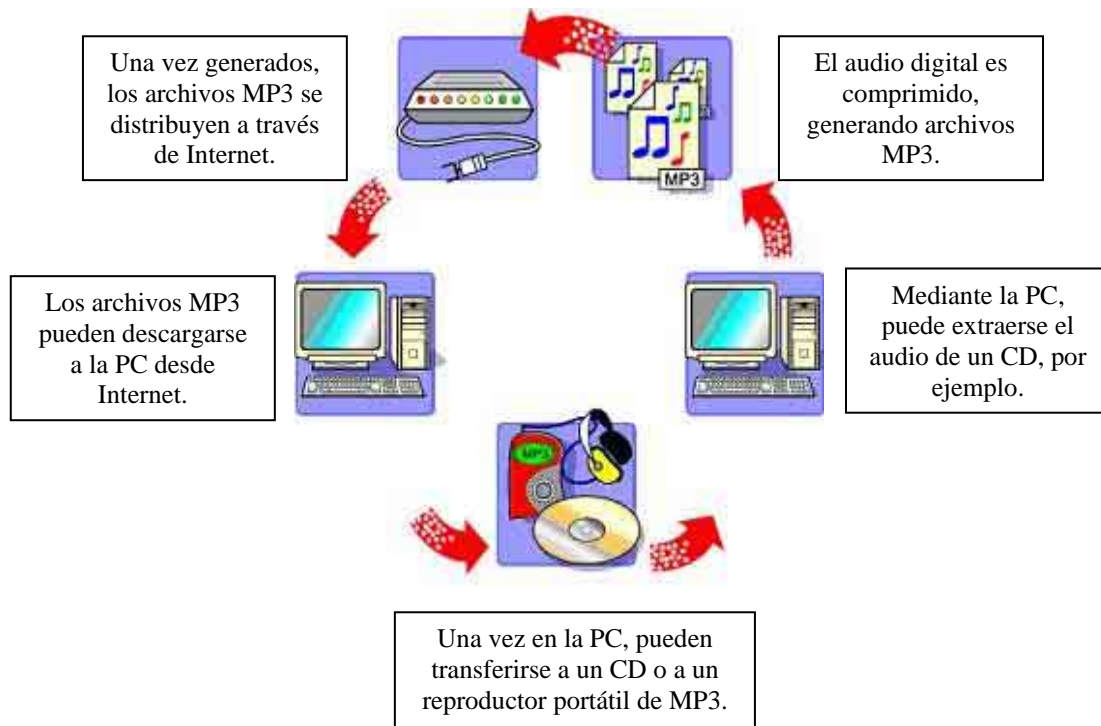 Una vez generados,
los archivos MP3 se
distribuyen a través
de Internet.
El audio digital es
comprimido,
generando archivos
MP3.
MP3
Los archivos MP3
pueden descargarse
a la PC desde
Internet.
Mediante la PC,
puede extraerse el
audio de un CD, por
ejemplo.
MP3
Una vez en la PC, pueden
transferirse a un CD o a un
reproductor portátil de MP3.